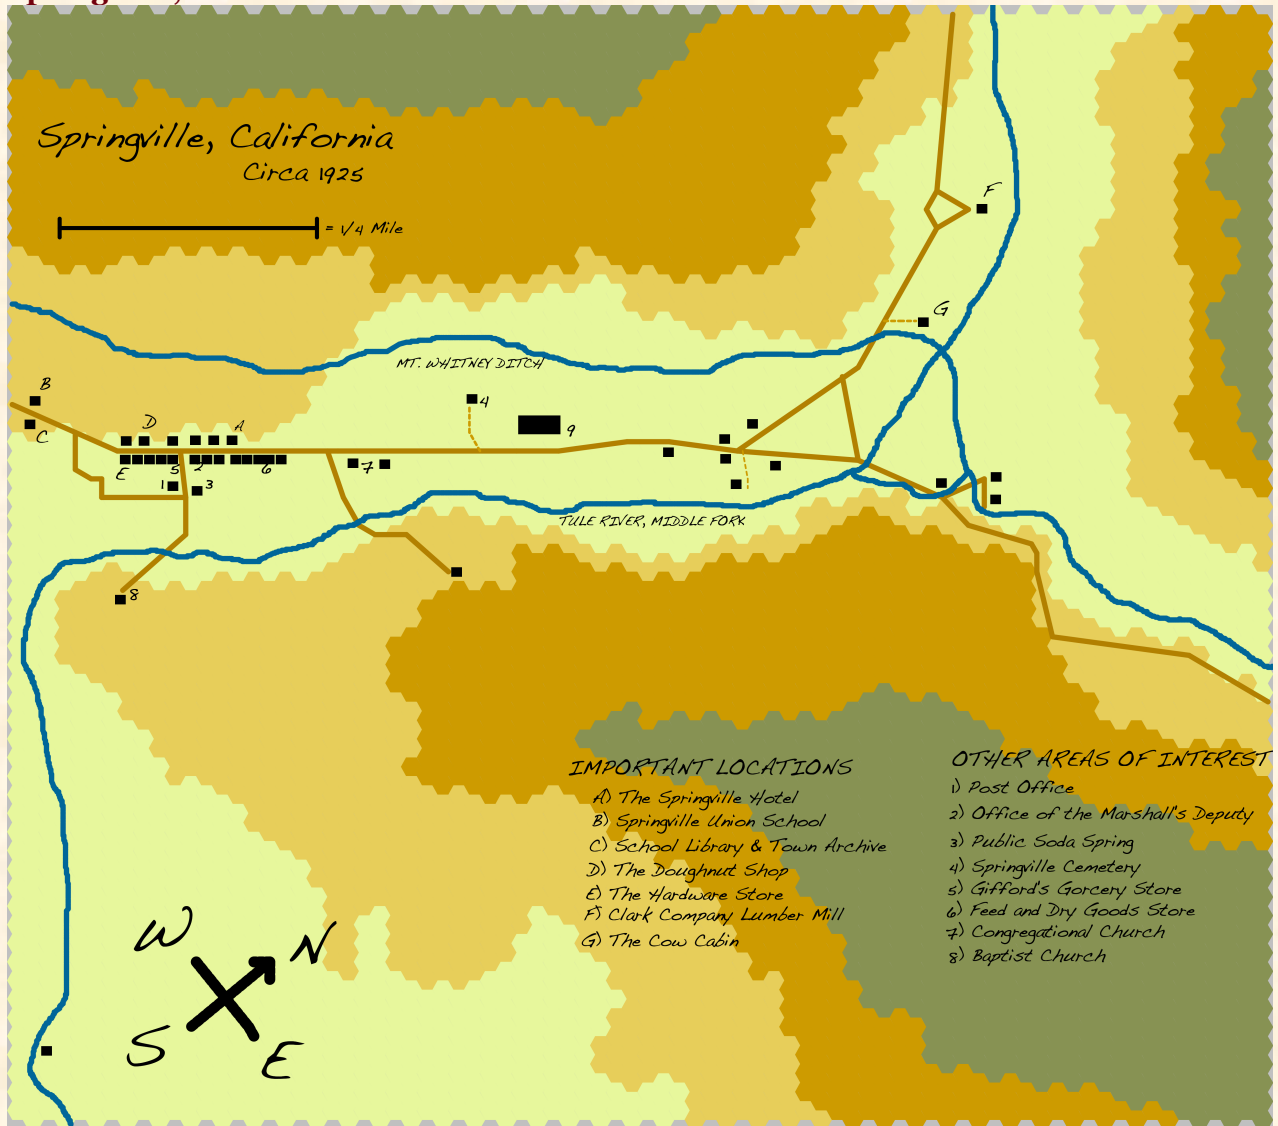 Springville, California
Circa 1925
= 1/4 Mile
F
G
MT. WHITNEY DITCH
B
C
D
A
4
9
E
5
2
6
7
1
3
TULE RIVER, MIDDLE FORK
8
IMPORTANT LOCATIONS
A) The Springville Hotel
B) Springville Union School
C) School Library & Town Archive
D) The Doughnut Shop
E) The Hardware Store
F) Clark Company Lumber Mill
G) The Cow Cabin
OTHER AREAS OF INTEREST
1) Post Office
2) Office of the Marshall's Deputy
3) Public Soda Spring
4) Springville Cemetery
5) Gifford's Gorcery Store
6) Feed and Dry Goods Store
7) Congregational Church
8) Baptist Church
W
N
S
E